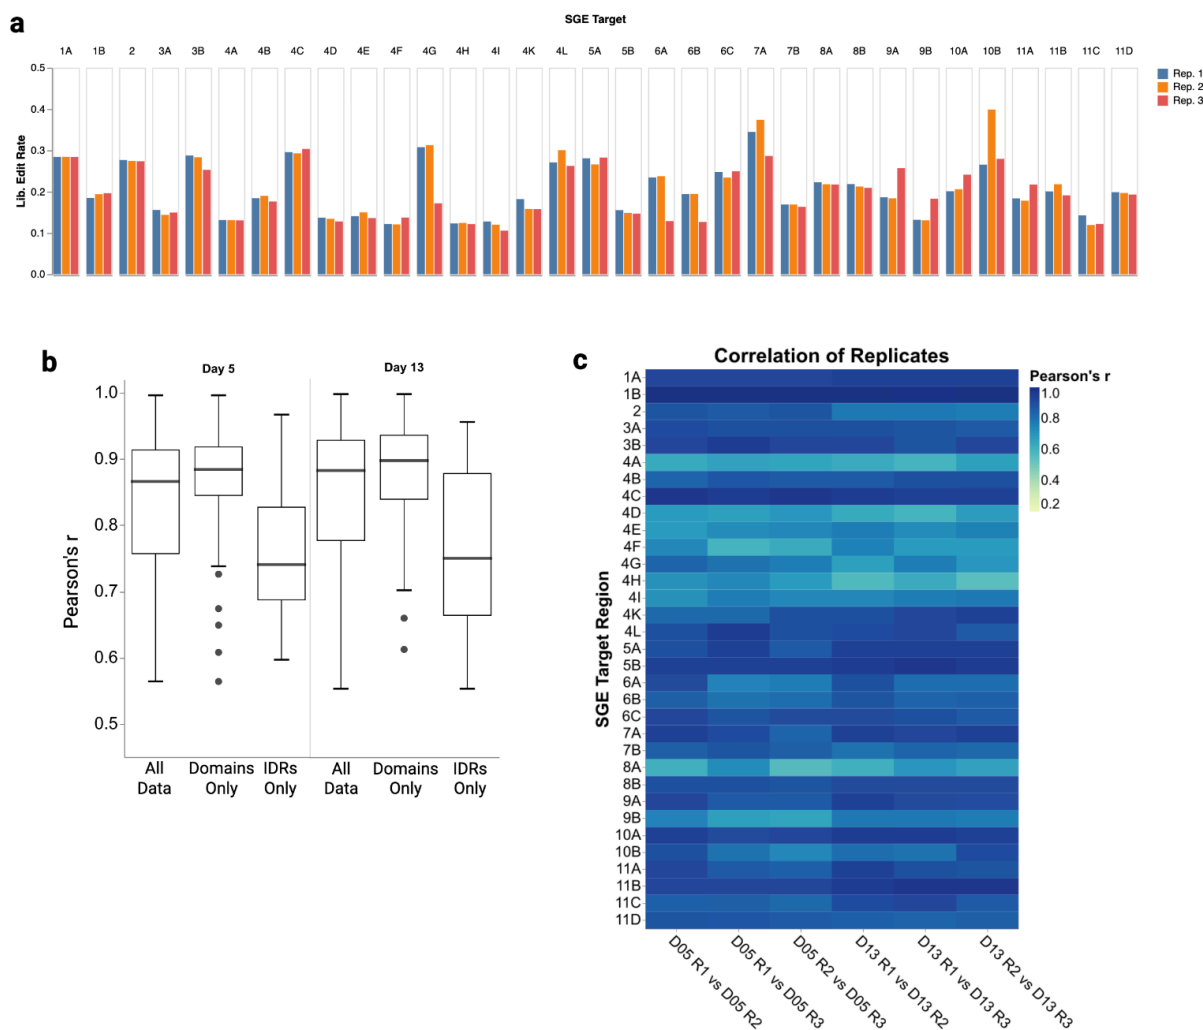 a
SGE Target
1A 1B 2 3A 3B 4A 4B 4C 4D 4E 4F 4G 4H 4I 4K 4L 5A 5B 6A 6B 6C 7A 7B 8A 8B 9A 9B 10A 10B 11A 11B 11C 11D
Lib. Edit Rate
0.5
0.4
0.3
0.2
0.1
0.0
Rep. 1
Rep. 2
Rep. 3
b
Day 5 Day 13
Pearson's r
1.0
0.9
0.8
0.7
0.6
0.5
All Domains IDRs All Domains IDRs
Data Only Only Data Only Only
c
Correlation of Replicates
SGE Target Region
1A
1B
2
3A
3B
4A
4B
4C
4D
4E
4F
4G
4H
4I
4K
4L
5A
5B
6A
6B
6C
7A
7B
8A
8B
9A
9B
10A
10B
11A
11B
11C
11D
D05 R1 vs D05 R2
D05 R1 vs D05 R3
D05 R2 vs D05 R3
D13 R1 vs D13 R2
D13 R1 vs D13 R3
D13 R2 vs D13 R3
Pearson's r
1.0
0.8
0.6
0.4
0.2